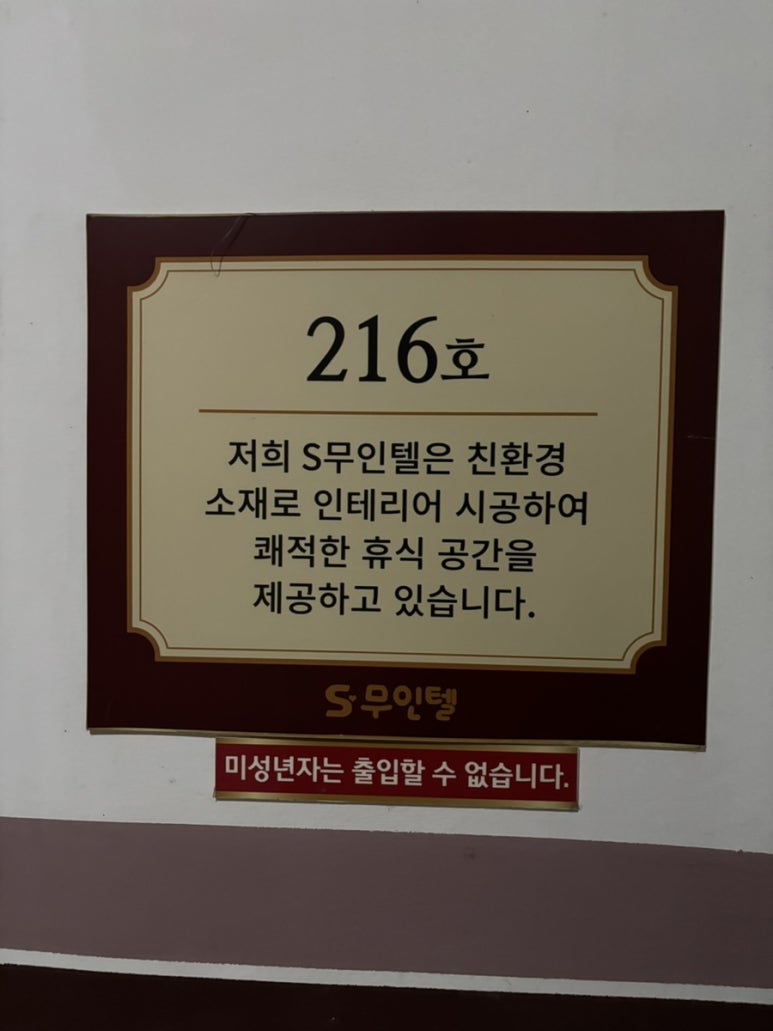 216호
저희 S무인텔은 친환경
소재로 인테리어 시공하여
쾌적한 휴식 공간을
제공하고 있습니다.
S무인텔
미성년자는 출입할 수 없습니다.